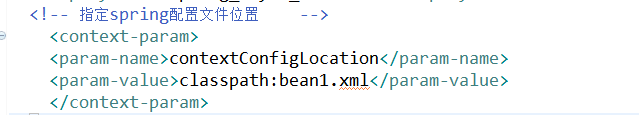 <!-- 指定spring配置文件位置    -->
<context-param>
<param-name>contextConfigLocation</param-name>
<param-value>classpath:bean1.xml</param-value>
</context-param>